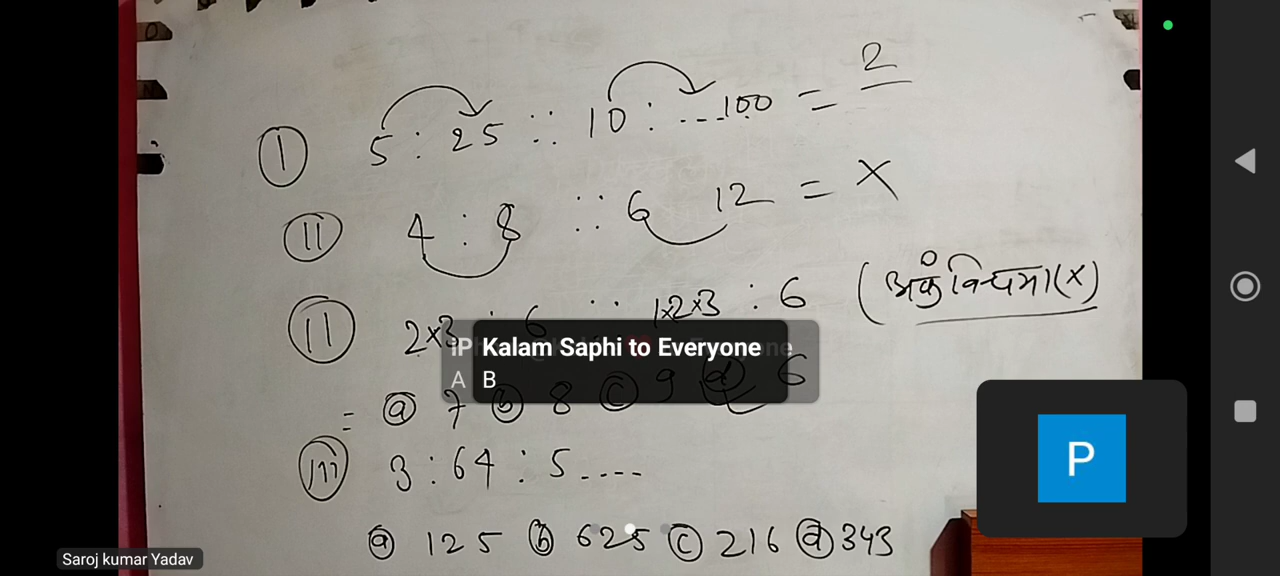 I 5 : 25 :: 10 : ....100 = 2
II 4 : 8 :: 6 12 = X
II 2×3 : 6 :: 1×2×3 : 6 (X)
iP Kalam Saphi to Everyone
A B
= a 7 b 8 c 9 d 6
III 3 : 64 : 5....
a 125 b 625 c 216 d 343
P
Saroj kumar Yadav